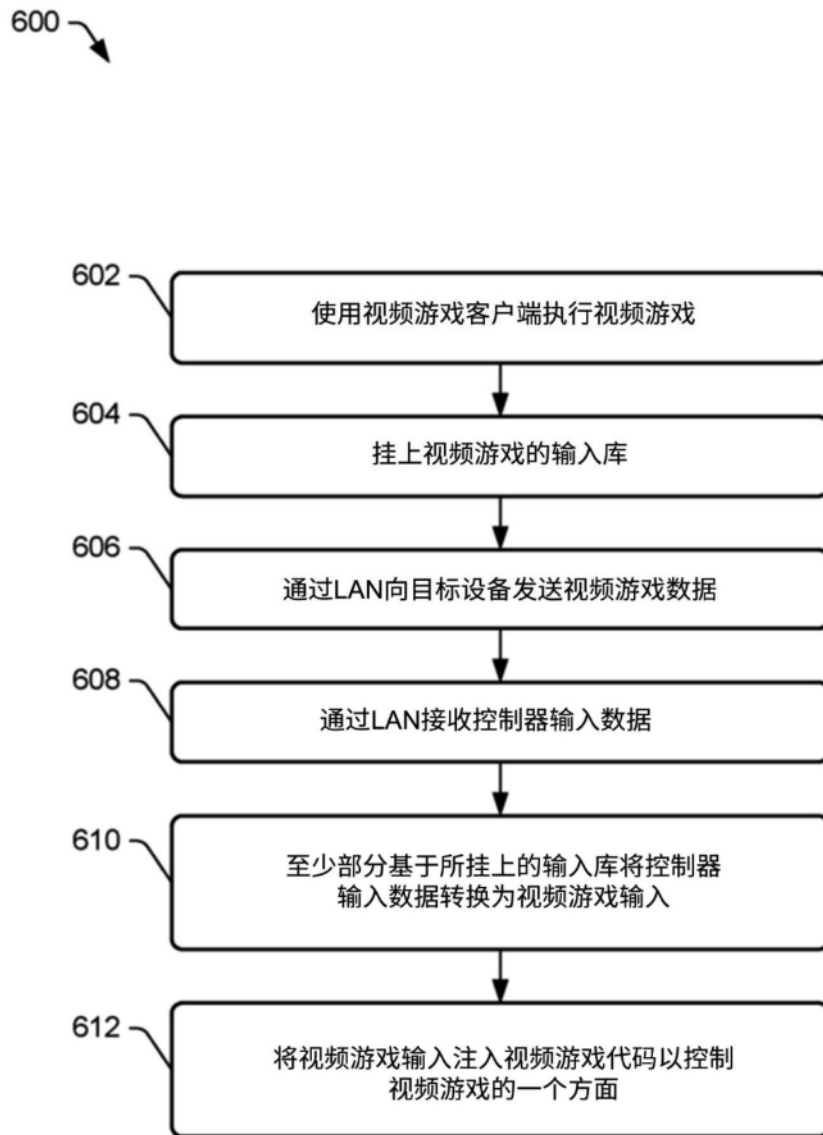 600
602
使用视频游戏客户端执行视频游戏
604
挂上视频游戏的输入库
606
通过LAN向目标设备发送视频游戏数据
608
通过LAN接收控制器输入数据
610
至少部分基于所挂上的输入库将控制器
输入数据转换为视频游戏输入
612
将视频游戏输入注入视频游戏代码以控制
视频游戏的一个方面